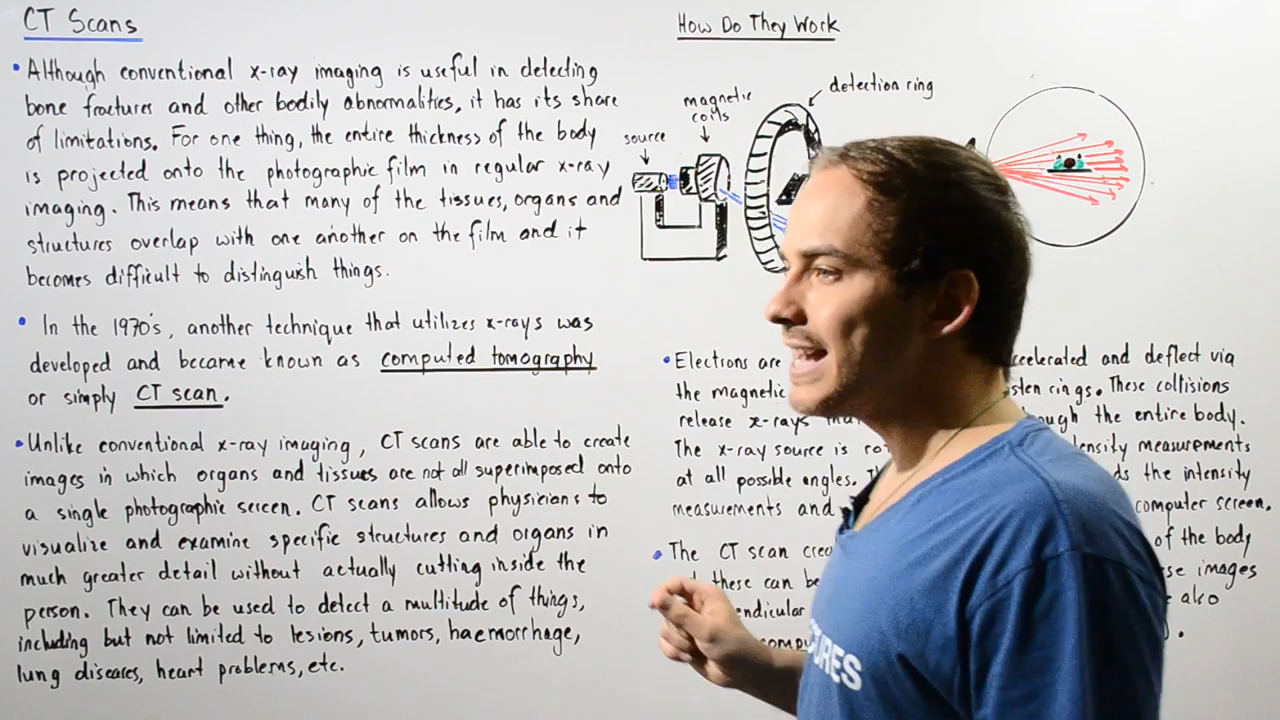 CT Scans
• Although conventional x-ray imaging is useful in detecting
bone fractures and other bodily abnormalities, it has its share
of limitations. For one thing, the entire thickness of the body
is projected onto the photographic film in regular x-ray
imaging. This means that many of the tissues, organs and
structures overlap with one another on the film and it
becomes difficult to distinguish things.
• In the 1970's, another technique that utilizes x-rays was
developed and became known as computed tomography
or simply CT scan.
• Unlike conventional x-ray imaging, CT scans are able to create
images in which organs and tissues are not all superimposed onto
a single photographic screen. CT scans allows physicians to
visualize and examine specific structures and organs in
much greater detail without actually cutting inside the
person. They can be used to detect a multitude of things,
including but not limited to lesions, tumors, haemorrhage,
lung diseases, heart problems, etc.
How Do They Work
detection ring
magnetic
coils
source
• Electrons are celerated and deflect via
the magnetic sten rings. These collisions
release x-rays ough the entire body.
The x-ray source is ensity measurements
at all possible angles. the intensity
measurements and computer screen.
• The CT scan of the body
these can be images
endicular also
comp
URES